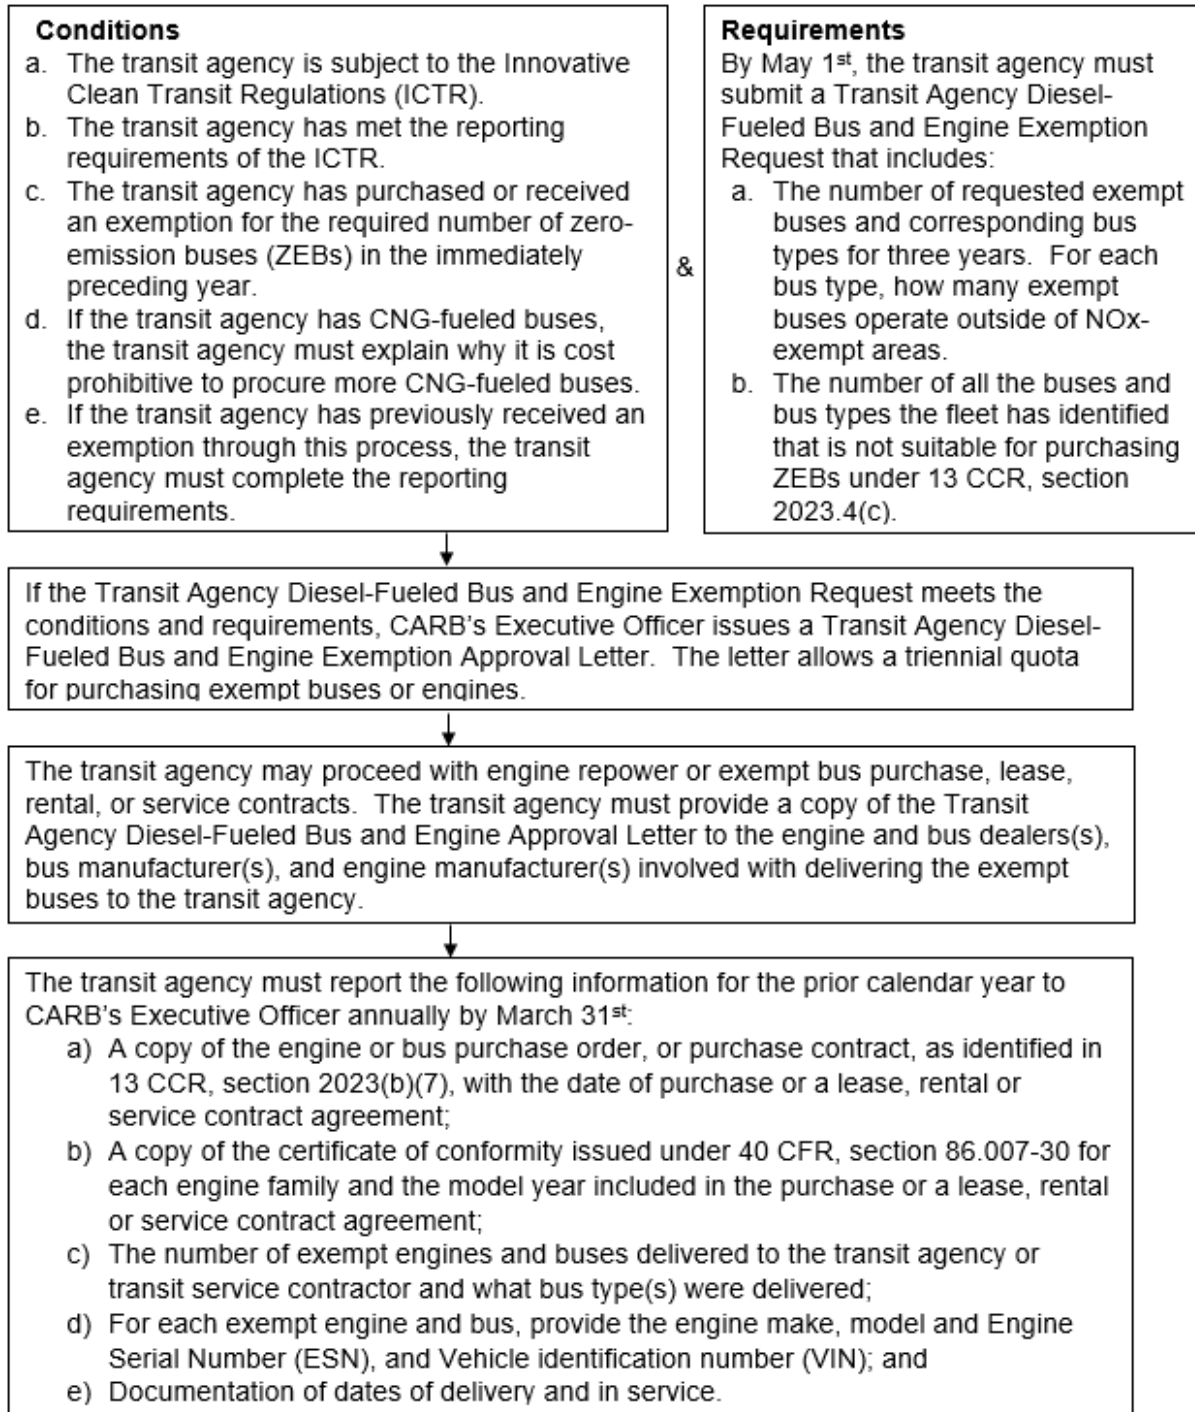 Conditions
a. The transit agency is subject to the Innovative
Clean Transit Regulations (ICTR).
b. The transit agency has met the reporting
requirements of the ICTR.
c. The transit agency has purchased or received
an exemption for the required number of zero-
emission buses (ZEBs) in the immediately
preceding year.
d. If the transit agency has CNG-fueled buses,
the transit agency must explain why it is cost
prohibitive to procure more CNG-fueled buses.
e. If the transit agency has previously received an
exemption through this process, the transit
agency must complete the reporting
requirements.
&
Requirements
By May 1st, the transit agency must
submit a Transit Agency Diesel-
Fueled Bus and Engine Exemption
Request that includes:
a. The number of requested exempt
buses and corresponding bus
types for three years. For each
bus type, how many exempt
buses operate outside of NOx-
exempt areas.
b. The number of all the buses and
bus types the fleet has identified
that is not suitable for purchasing
ZEBs under 13 CCR, section
2023.4(c).
If the Transit Agency Diesel-Fueled Bus and Engine Exemption Request meets the
conditions and requirements, CARB's Executive Officer issues a Transit Agency Diesel-
Fueled Bus and Engine Exemption Approval Letter. The letter allows a triennial quota
for purchasing exempt buses or engines.
The transit agency may proceed with engine repower or exempt bus purchase, lease,
rental, or service contracts. The transit agency must provide a copy of the Transit
Agency Diesel-Fueled Bus and Engine Approval Letter to the engine and bus dealers(s),
bus manufacturer(s), and engine manufacturer(s) involved with delivering the exempt
buses to the transit agency.
The transit agency must report the following information for the prior calendar year to
CARB's Executive Officer annually by March 31st:
a) A copy of the engine or bus purchase order, or purchase contract, as identified in
13 CCR, section 2023(b)(7), with the date of purchase or a lease, rental or
service contract agreement;
b) A copy of the certificate of conformity issued under 40 CFR, section 86.007-30 for
each engine family and the model year included in the purchase or a lease, rental
or service contract agreement;
c) The number of exempt engines and buses delivered to the transit agency or
transit service contractor and what bus type(s) were delivered;
d) For each exempt engine and bus, provide the engine make, model and Engine
Serial Number (ESN), and Vehicle identification number (VIN); and
e) Documentation of dates of delivery and in service.